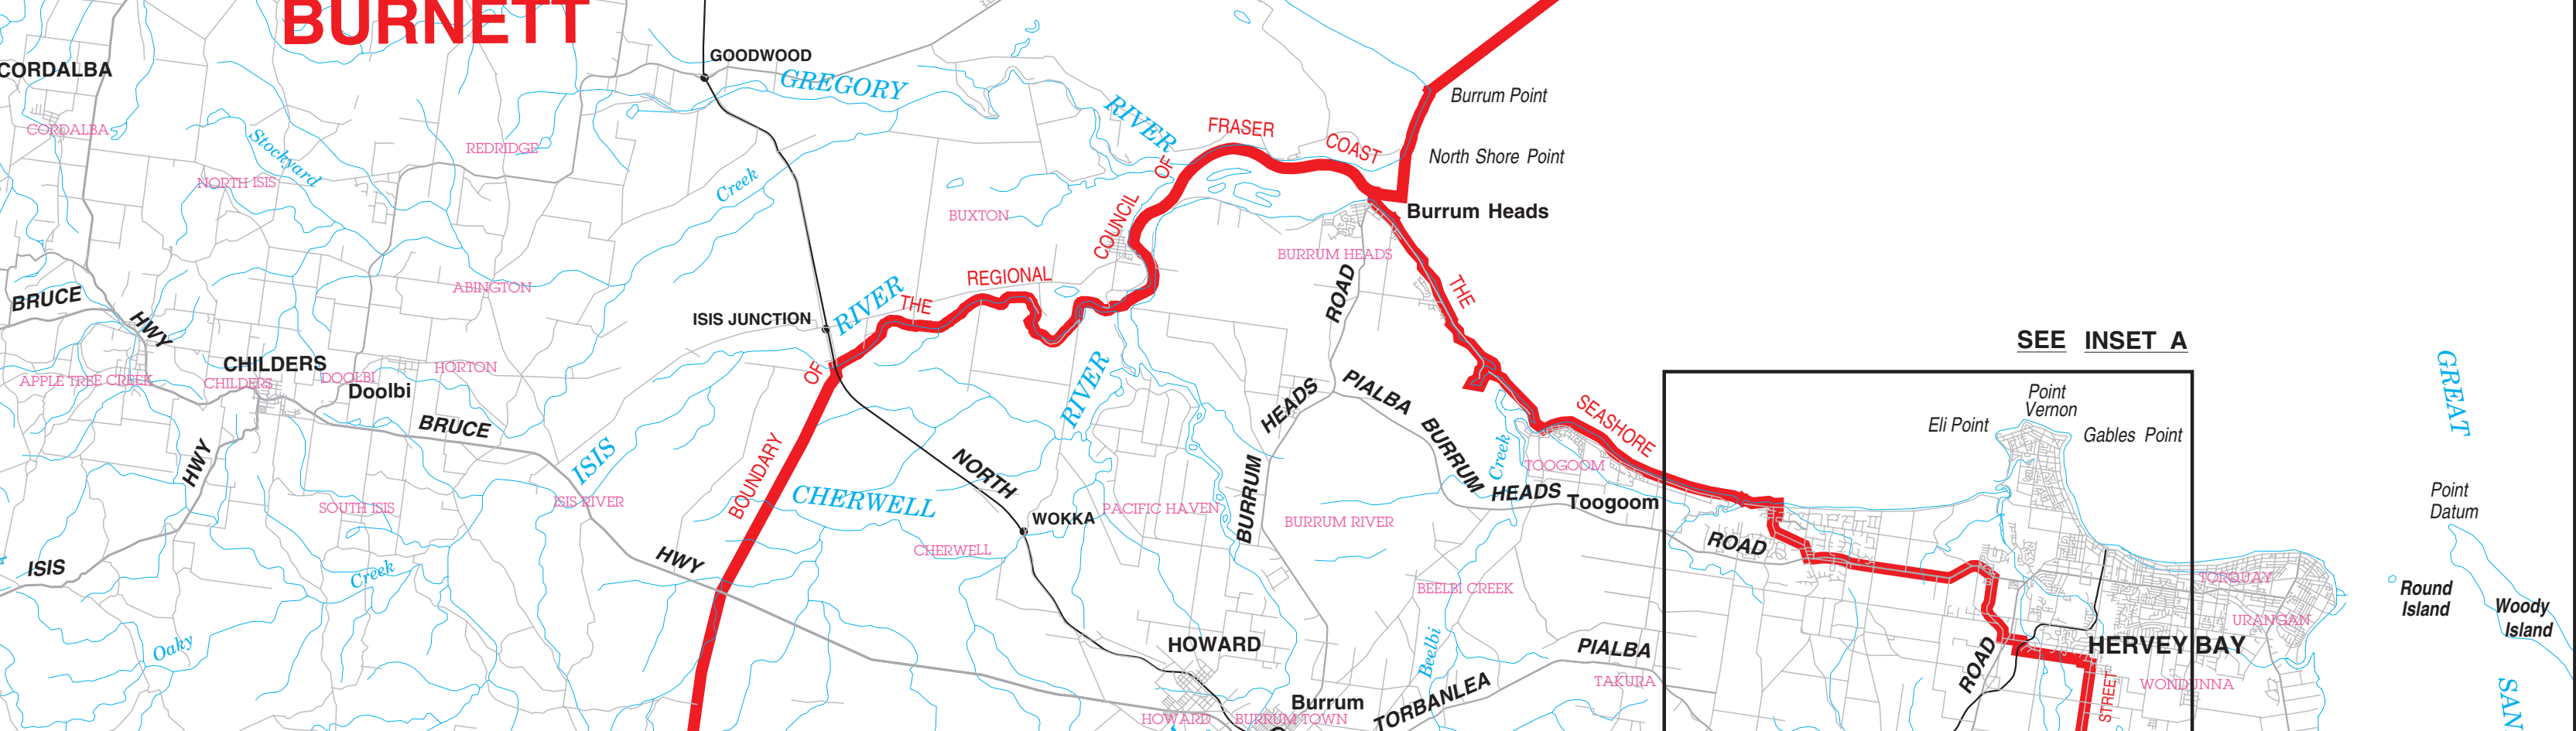 BURNETT
CORDALBA
GOODWOOD
GREGORY
RIVER
Burrum Point
North Shore Point
Burrum Heads
FRASER
COAST
OF
COUNCIL
REGIONAL
THE
OF
BOUNDARY
CORDALBA
Stockyard
REDRIDGE
NORTH ISIS
Creek
BUXTON
BURRUM HEADS
ROAD
THE
SEASHORE
ABINGTON
BRUCE
HWY
ISIS JUNCTION
RIVER
CHILDERS
APPLE TREE CREEK
CHILDERS
DOOLBI
Doolbi
HORTON
BRUCE
HWY
ISIS
RIVER
HEADS
BURRUM
PIALBA
BURRUM
HEADS
ROAD
Creek
TOOGOOM
Toogoom
SEE INSET A
Point
Vernon
Eli Point
Gables Point
GREAT
Point
Datum
ISIS
SOUTH ISIS
ISIS RIVER
CHERWELL
NORTH
WOKKA
PACIFIC HAVEN
BURRUM RIVER
CHERWELL
HWY
Creek
Oaky
BEELBI CREEK
Beelbi
HOWARD
HOWARD
Burrum
BURRUM TOWN
TORBANLEA
PIALBA
TAKURA
ROAD
HERVEY BAY
TORQUAY
URANGAN
WONDUNNA
STREET
Round
Island
Woody
Island
SAN